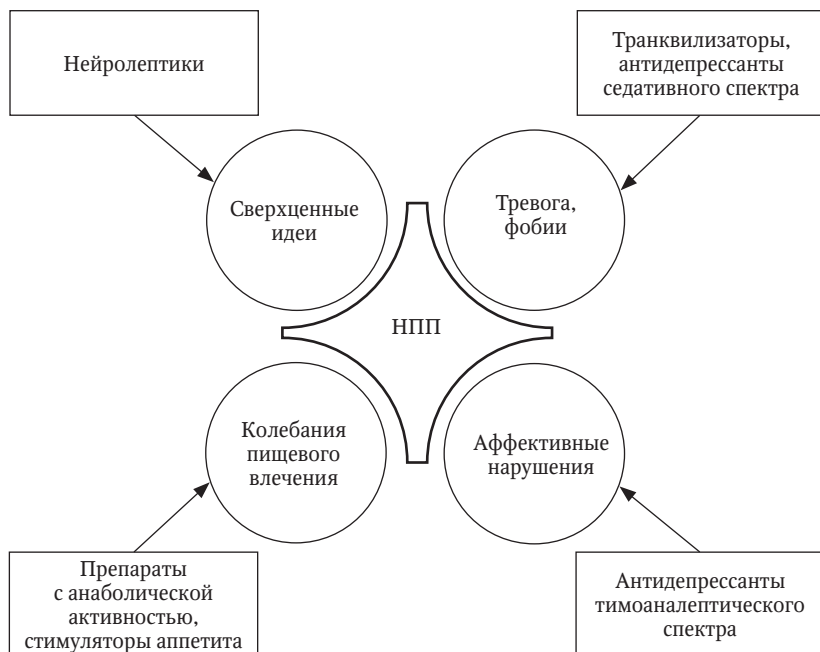 Нейролептики
Транквилизаторы,
антидепрессанты
седативного спектра
Сверхценные
идеи
Тревога,
фобии
НПП
Колебания
пищевого
влечения
Аффективные
нарушения
Препараты
с анаболической
активностью,
стимуляторы аппетита
Антидепрессанты
тимоаналептического
спектра